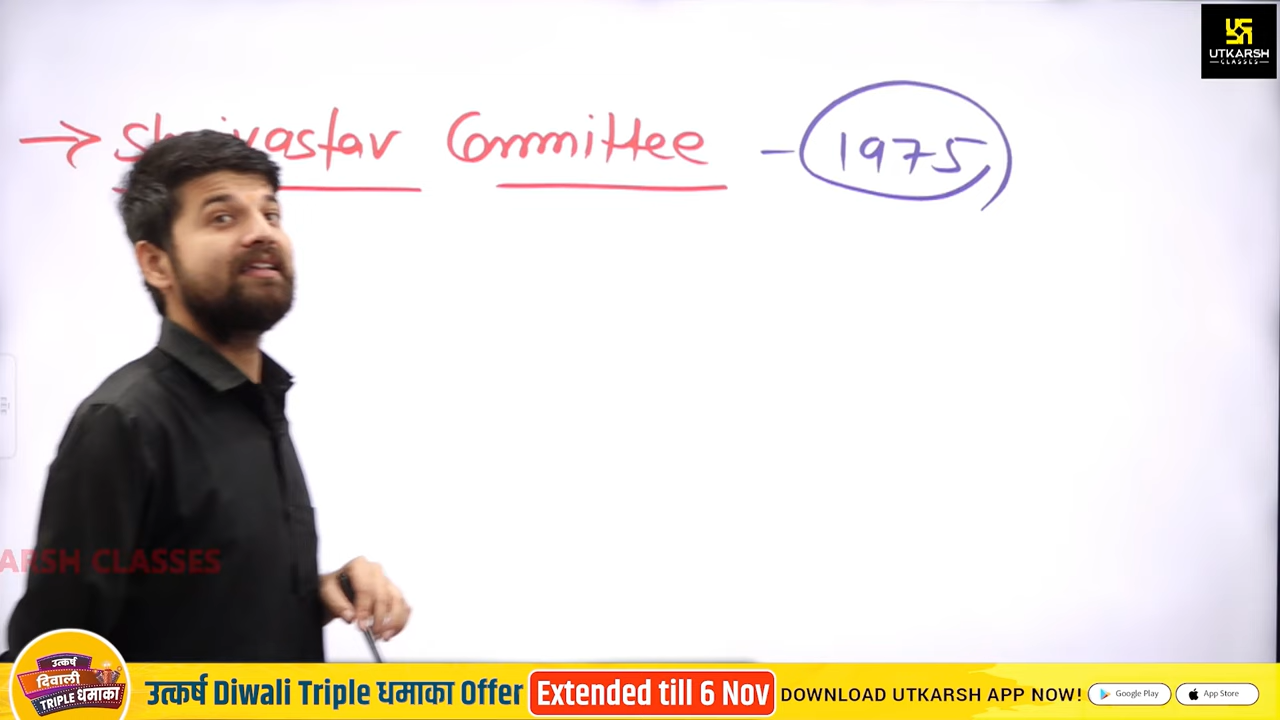 UTKARSH
CLASSES
→ Committee - 1975
ARSH CLASSES
उत्कर्ष
दिवाली
TRIPLE धमाका
उत्कर्ष Diwali Triple धमाका Offer Extended till 6 Nov DOWNLOAD UTKARSH APP NOW! Google Play App Store